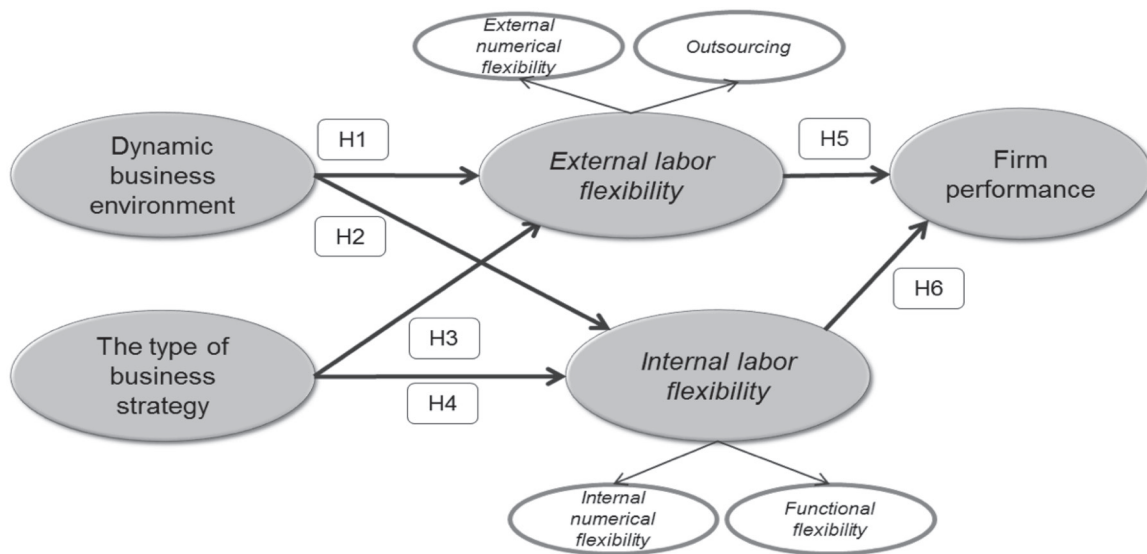 External
numerical
flexibility
Outsourcing
Dynamic
business
environment
H1
External labor
flexibility
H5
Firm
performance
H2
H6
The type of
business
strategy
H3
H4
Internal labor
flexibility
Internal
numerical
flexibility
Functional
flexibility